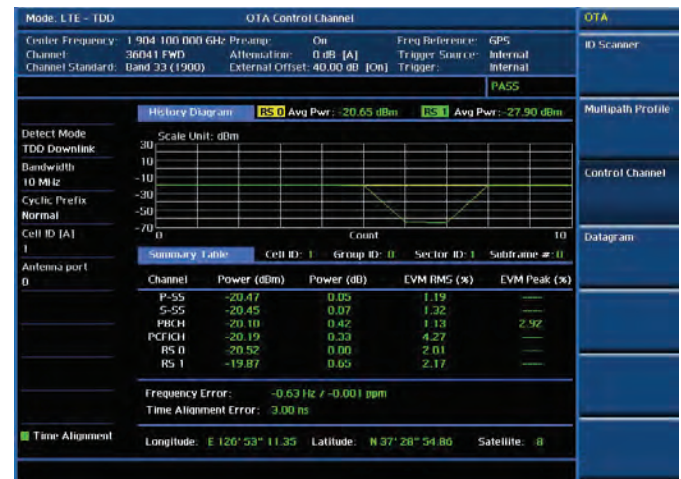 Mode: LTE - TDD OTA Control Channel OTA
Center Frequency: 1 904 100 000 GHz Preamp: On Freq Reference: GPS
Channel: 36041 FWD Attenuation: 0 dB [A] Trigger Source: Internal
Channel Standard: Band 33 (1900) External Offset: 40.00 dB [On] Trigger: Internal
ID Scanner
PASS
History Diagram RS 0 Avg Pwr: -20.65 dBm RS 1 Avg Pwr:-27.90 dBm
Multipath Profile
Detect Mode
TDD Downlink
Scale Unit: dBm
30
10
-10
-30
-50
-70
0 Count 10
Bandwidth
10 MHz
Control Channel
Cyclic Prefix
Normal
Cell ID [A]
1
Datagram
Antenna port
0
Summary Table Cell ID: 1 Group ID: 0 Sector ID: 1 Subframe #: 0
Channel Power (dBm) Power (dB) EVM RMS (%) EVM Peak (%)
P-SS -20.47 0.05 1.19 ----
S-SS -20.45 0.07 1.32 ----
PBCH -20.10 0.42 1.13 2.92
PCFICH -20.19 0.33 4.27 ----
RS 0 -20.52 0.00 2.01 ----
RS 1 -19.87 0.65 2.17 ----
Frequency Error: -0.63 Hz / -0.001 ppm
Time Alignment Error: 3.00 ns
Time Alignment
Longitude: E 126' 53" 11.35 Latitude: N 37' 28" 54.86 Satellite: 8